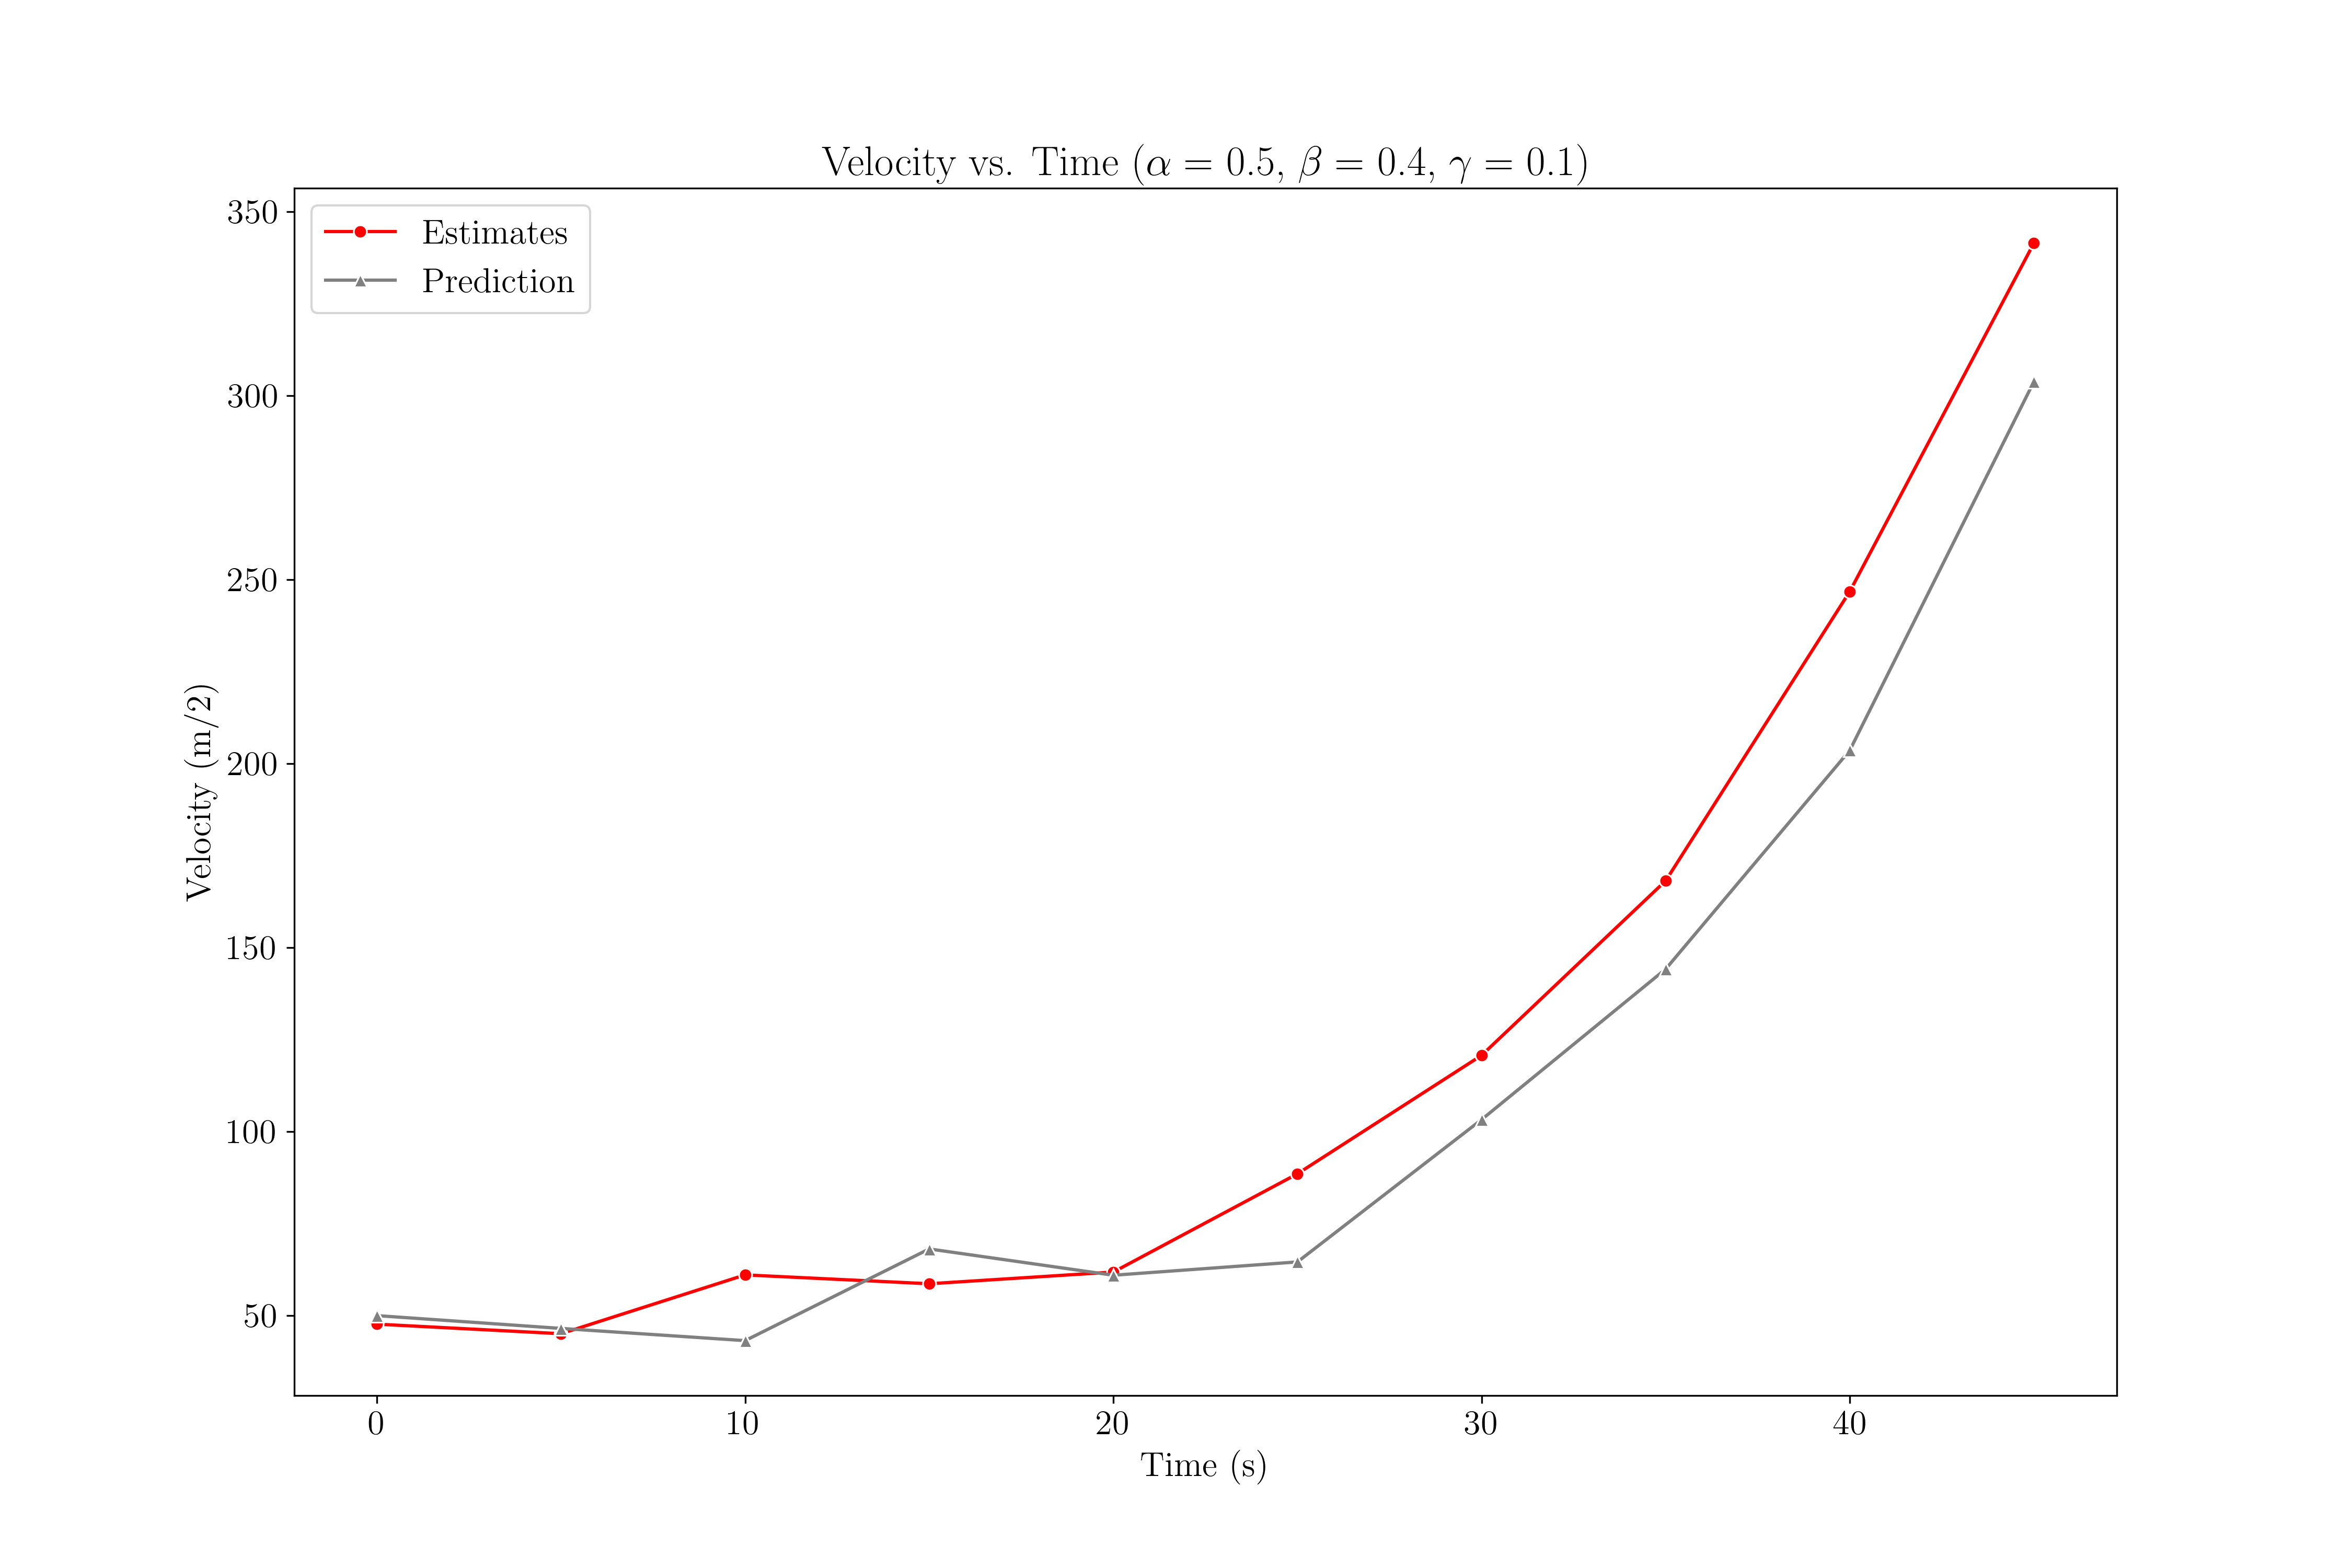 Velocity vs. Time (α = 0.5, β = 0.4, γ = 0.1)
Estimates
Prediction
350
300
250
200
150
100
50
Velocity (m/2)
0 10 20 30 40
Time (s)